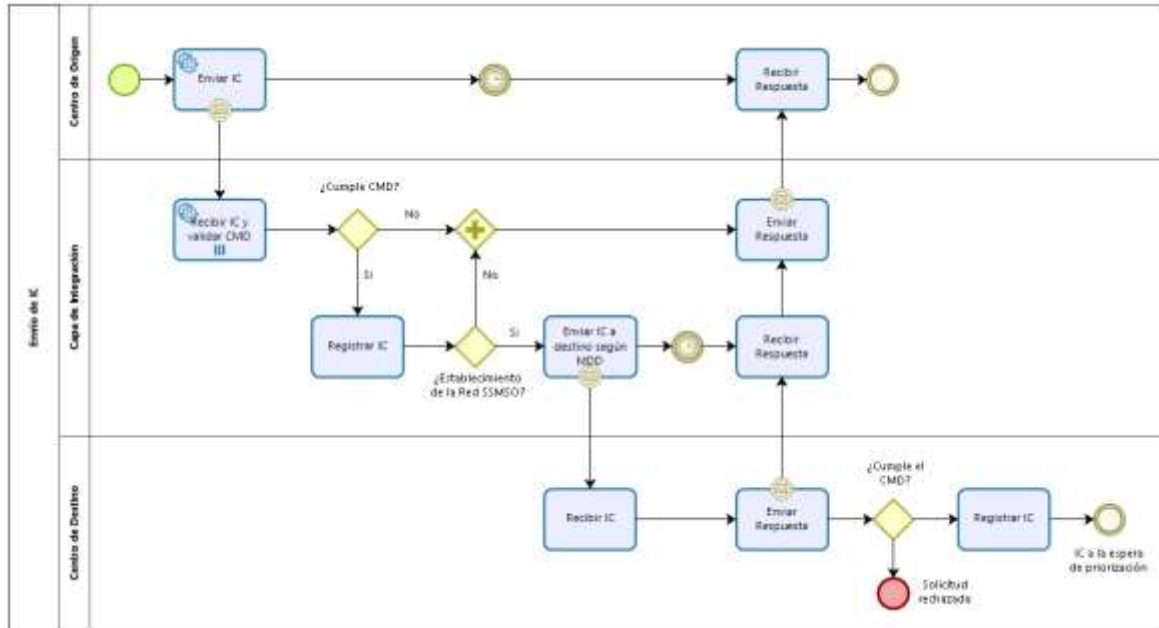 Envío de IC
Centro de Origen
Enviar IC
Recibir
Respuesta
Capa de Integración
¿Cumple CMD?
Recibir IC y
validar CMD
No
Enviar
Respuesta
Si
No
Registrar IC
Si
Enviar IC a
destino según
MDD
Recibir
Respuesta
¿Establecimiento
de la Red SSMSO?
Centro de Destino
¿Cumple el
CMD?
Recibir IC
Enviar
Respuesta
Registrar IC
IC a la espera
de priorización
Solicitud
rechazada